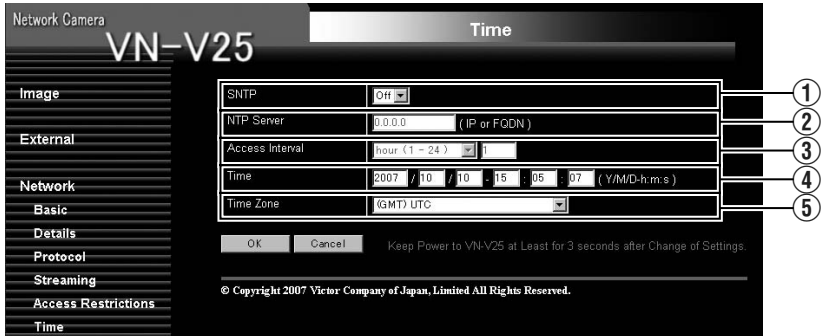 Network Camera
VN-V25
Time
Image
External
Network
Basic
Details
Protocol
Streaming
Access Restrictions
Time
SNTP Off ①
NTP Server 0.0.0.0 ( IP or FQDN ) ②
Access Interval hour (1 - 24) 1 ③
Time 2007 / 10 / 10 - 15 : 05 : 07 ( Y/M/D-h:m:s ) ④
Time Zone (GMT) UTC ⑤
OK Cancel Keep Power to VN-V25 at Least for 3 seconds after Change of Settings.
© Copyright 2007 Victor Company of Japan, Limited All Rights Reserved.